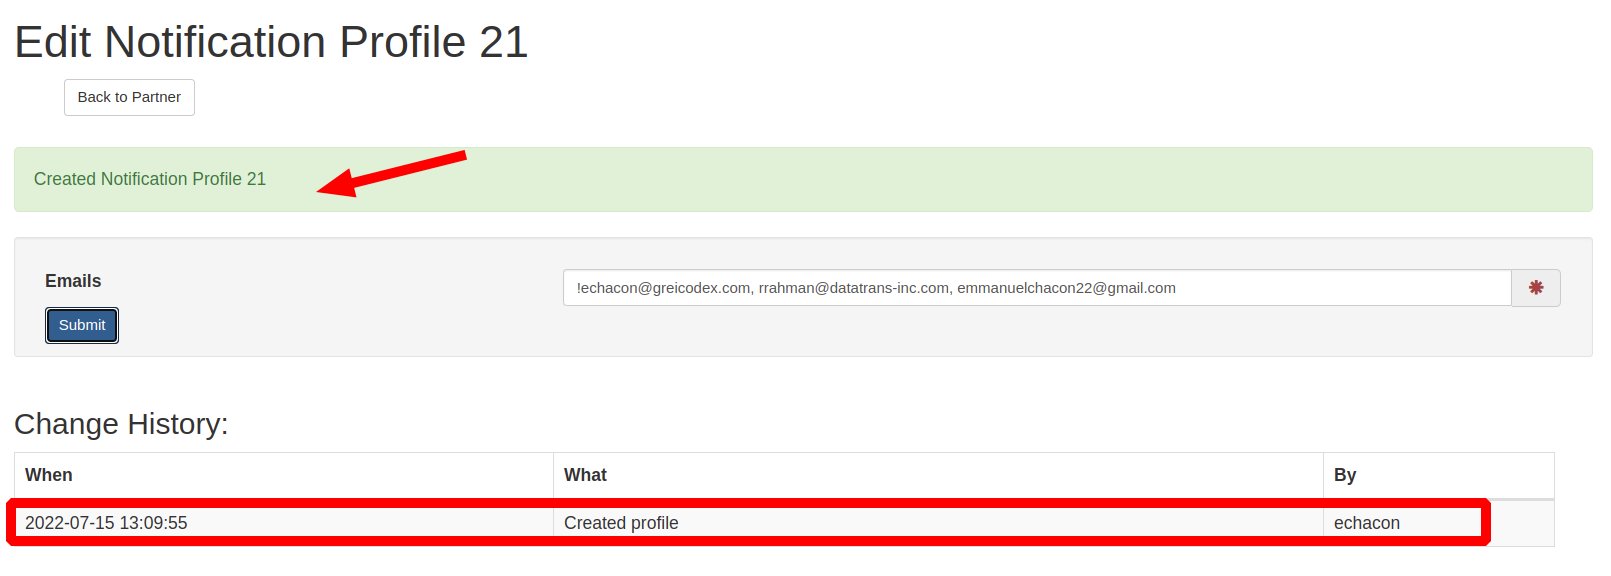 Edit Notification Profile 21
Back to Partner
Created Notification Profile 21
Emails
!echacon@greicodex.com, rrahman@datatrans-inc.com, emmanuelchacon22@gmail.com
Submit
Change History:
When What By
2022-07-15 13:09:55 Created profile echacon